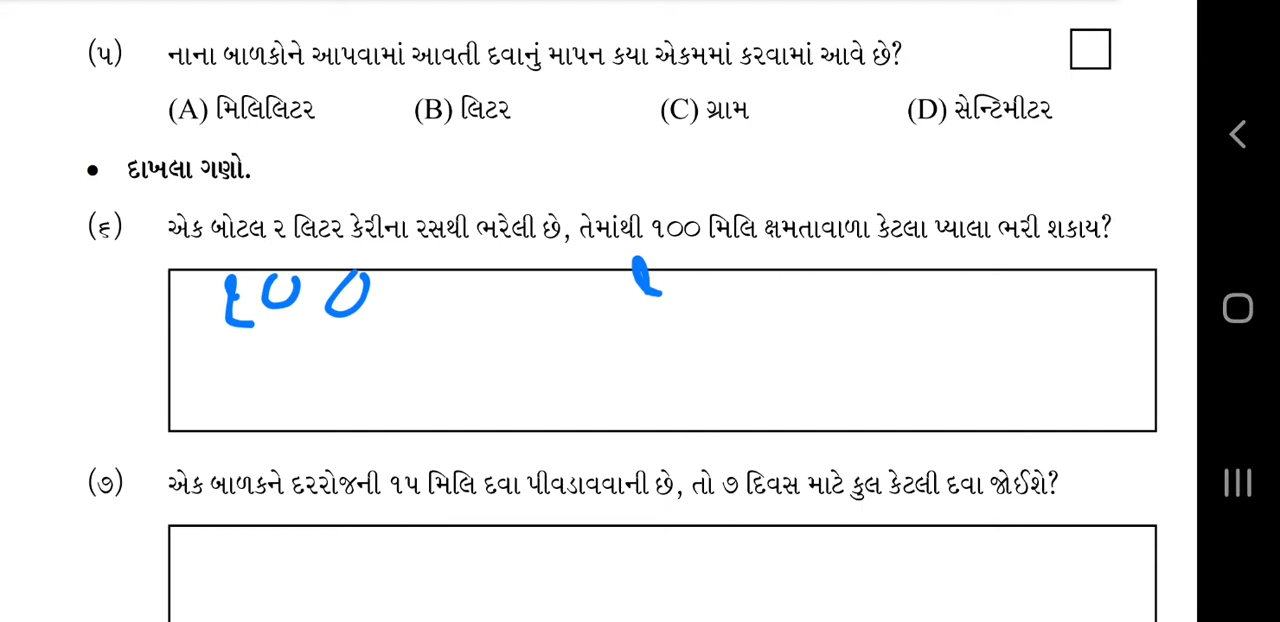 (૫) નાના બાળકોને આપવામાં આવતી દવાનું માપન કયા એકમમાં કરવામાં આવે છે?
(A) મિલિલિટર (B) લિટર (C) ગ્રામ (D) સેન્ટિમીટર
• દાખલા ગણો.
(૬) એક બોટલ ૨ લિટર કેરીના રસથી ભરેલી છે, તેમાંથી ૧૦૦ મિલિ ક્ષમતાવાળા કેટલા પ્યાલા ભરી શકાય?
(૭) એક બાળકને દરરોજની ૧૫ મિલિ દવા પીવડાવવાની છે, તો ૭ દિવસ માટે કુલ કેટલી દવા જોઈશે?